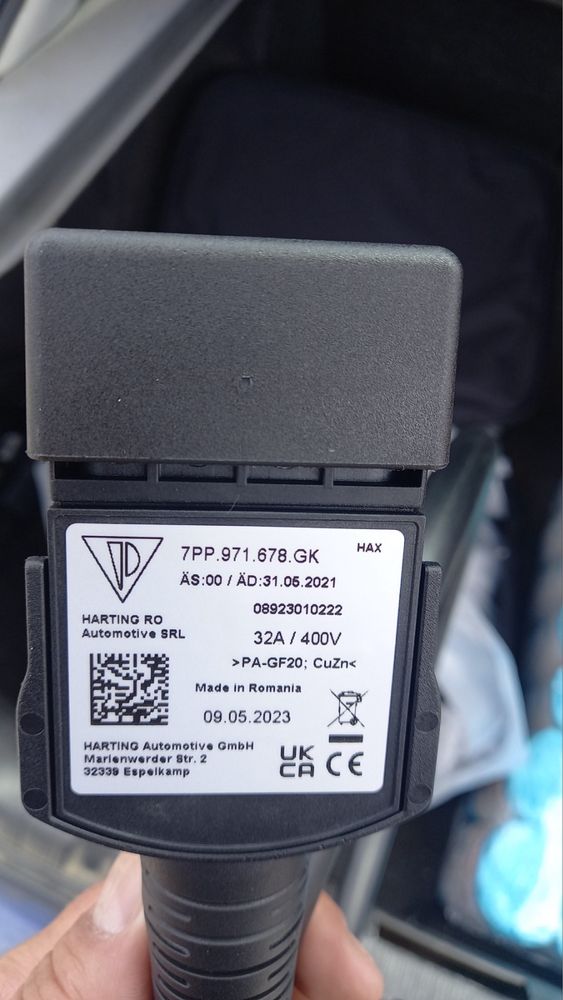 7PP.971.678.GK
HAX
ÄS:00 / ÄD:31.05.2021
08923010222
HARTING RO
Automotive SRL
32A / 400V
>PA-GF20; CuZn<
Made in Romania
09.05.2023
HARTING Automotive GmbH
Marienwerder Str. 2
32339 Espelkamp
UK
CA
CE